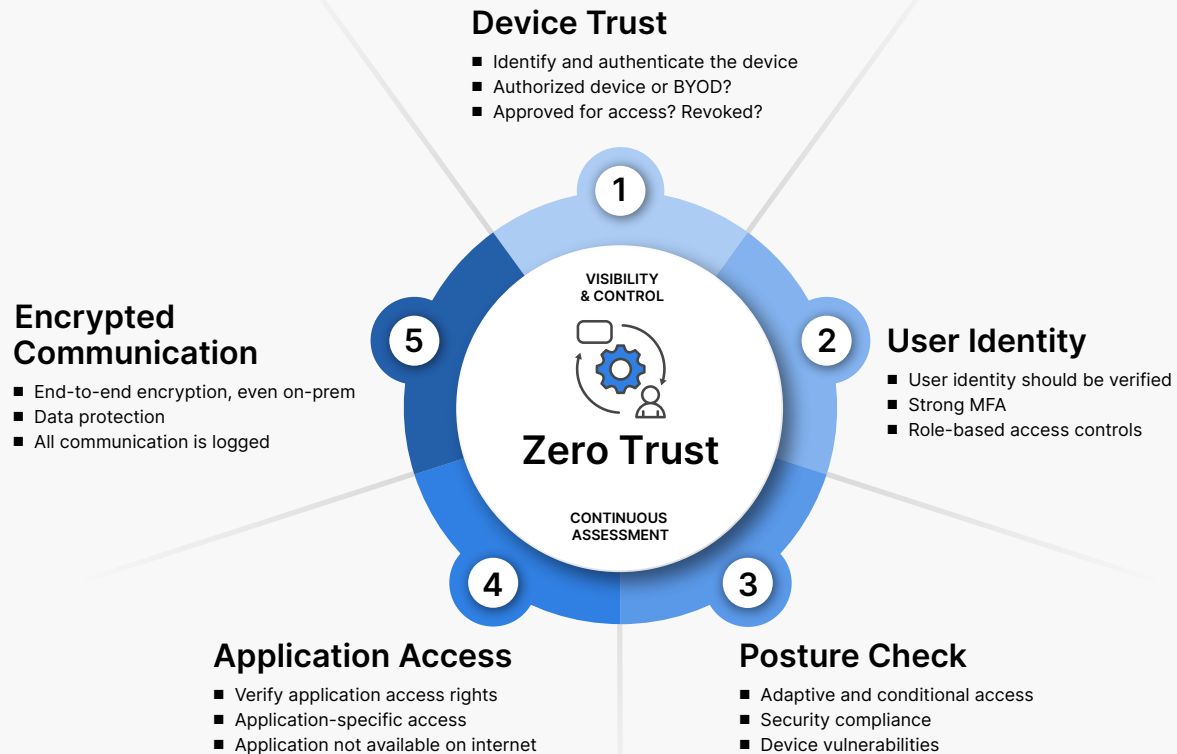 Device Trust
■ Identify and authenticate the device
■ Authorized device or BYOD?
■ Approved for access? Revoked?
1
2
User Identity
■ User identity should be verified
■ Strong MFA
■ Role-based access controls
3
Posture Check
■ Adaptive and conditional access
■ Security compliance
■ Device vulnerabilities
4
Application Access
■ Verify application access rights
■ Application-specific access
■ Application not available on internet
5
Encrypted
Communication
■ End-to-end encryption, even on-prem
■ Data protection
■ All communication is logged
VISIBILITY
& CONTROL
Zero Trust
CONTINUOUS
ASSESSMENT